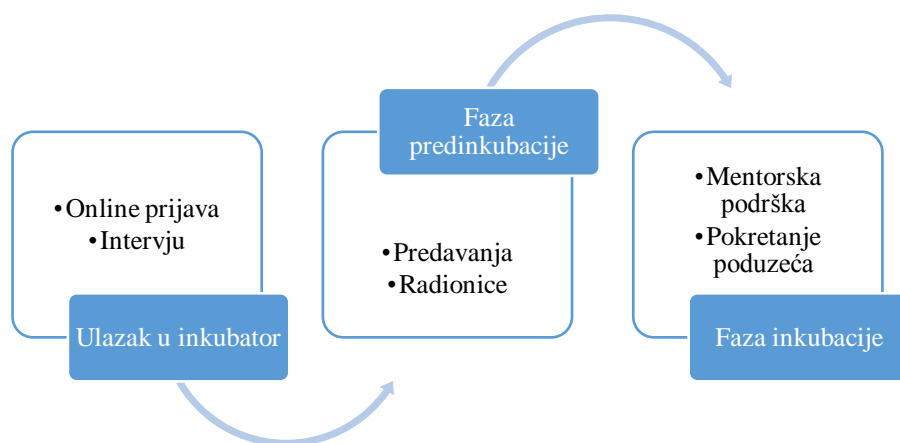 •Online prijava
•Intervju
Ulazak u inkubator
Faza
predinkubacije
•Predavanja
•Radionice
•Mentorska
podrška
•Pokretanje
poduzeća
Faza inkubacije